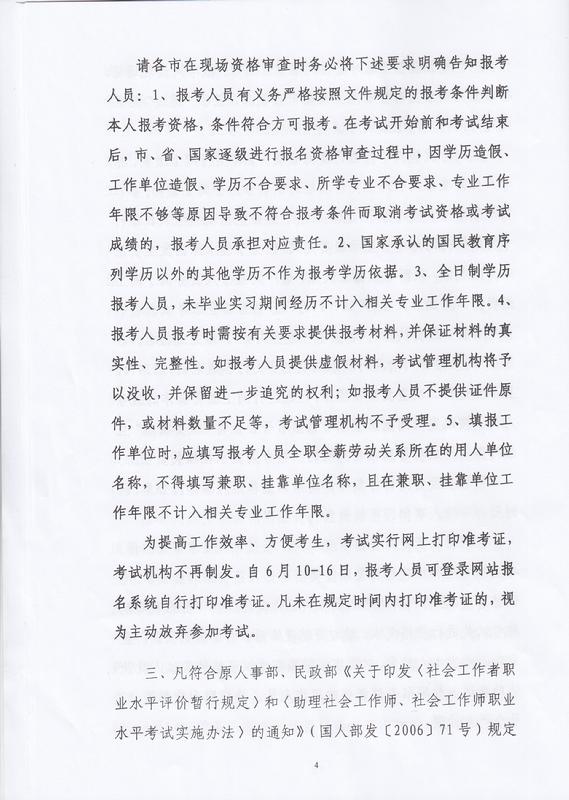 请各市在现场资格审查时务必将下述要求明确告知报考
人员：1、报考人员有义务严格按照文件规定的报考条件判断
本人报考资格，条件符合方可报考。在考试开始前和考试结束
后，市、省、国家逐级进行报名资格审查过程中，因学历造假、
工作单位造假、学历不合要求、所学专业不合要求、专业工作
年限不够等原因导致不符合报考条件而取消考试资格或考试
成绩的，报考人员承担对应责任。2、国家承认的国民教育序
列学历以外的其他学历不作为报考学历依据。3、全日制学历
报考人员，未毕业实习期间经历不计入相关专业工作年限。4、
报考人员报考时需按有关要求提供报考材料，并保证材料的真
实性、完整性。如报考人员提供虚假材料，考试管理机构将予
以没收，并保留进一步追究的权利；如报考人员不提供证件原
件，或材料数量不足等，考试管理机构不予受理。5、填报工
作单位时，应填写报考人员全职全薪劳动关系所在的用人单位
名称，不得填写兼职、挂靠单位名称，且在兼职、挂靠单位工
作年限不计入相关专业工作年限。
为提高工作效率、方便考生，考试实行网上打印准考证，
考试机构不再制发。自6月10-16日，报考人员可登录网站报
名系统自行打印准考证。凡未在规定时间内打印准考证的，视
为主动放弃参加考试。
三、凡符合原人事部、民政部《关于印发〈社会工作者职
业水平评价暂行规定〉和〈助理社会工作师、社会工作师职业
水平考试实施办法〉的通知》（国人部发〔2006〕71号）规定
4